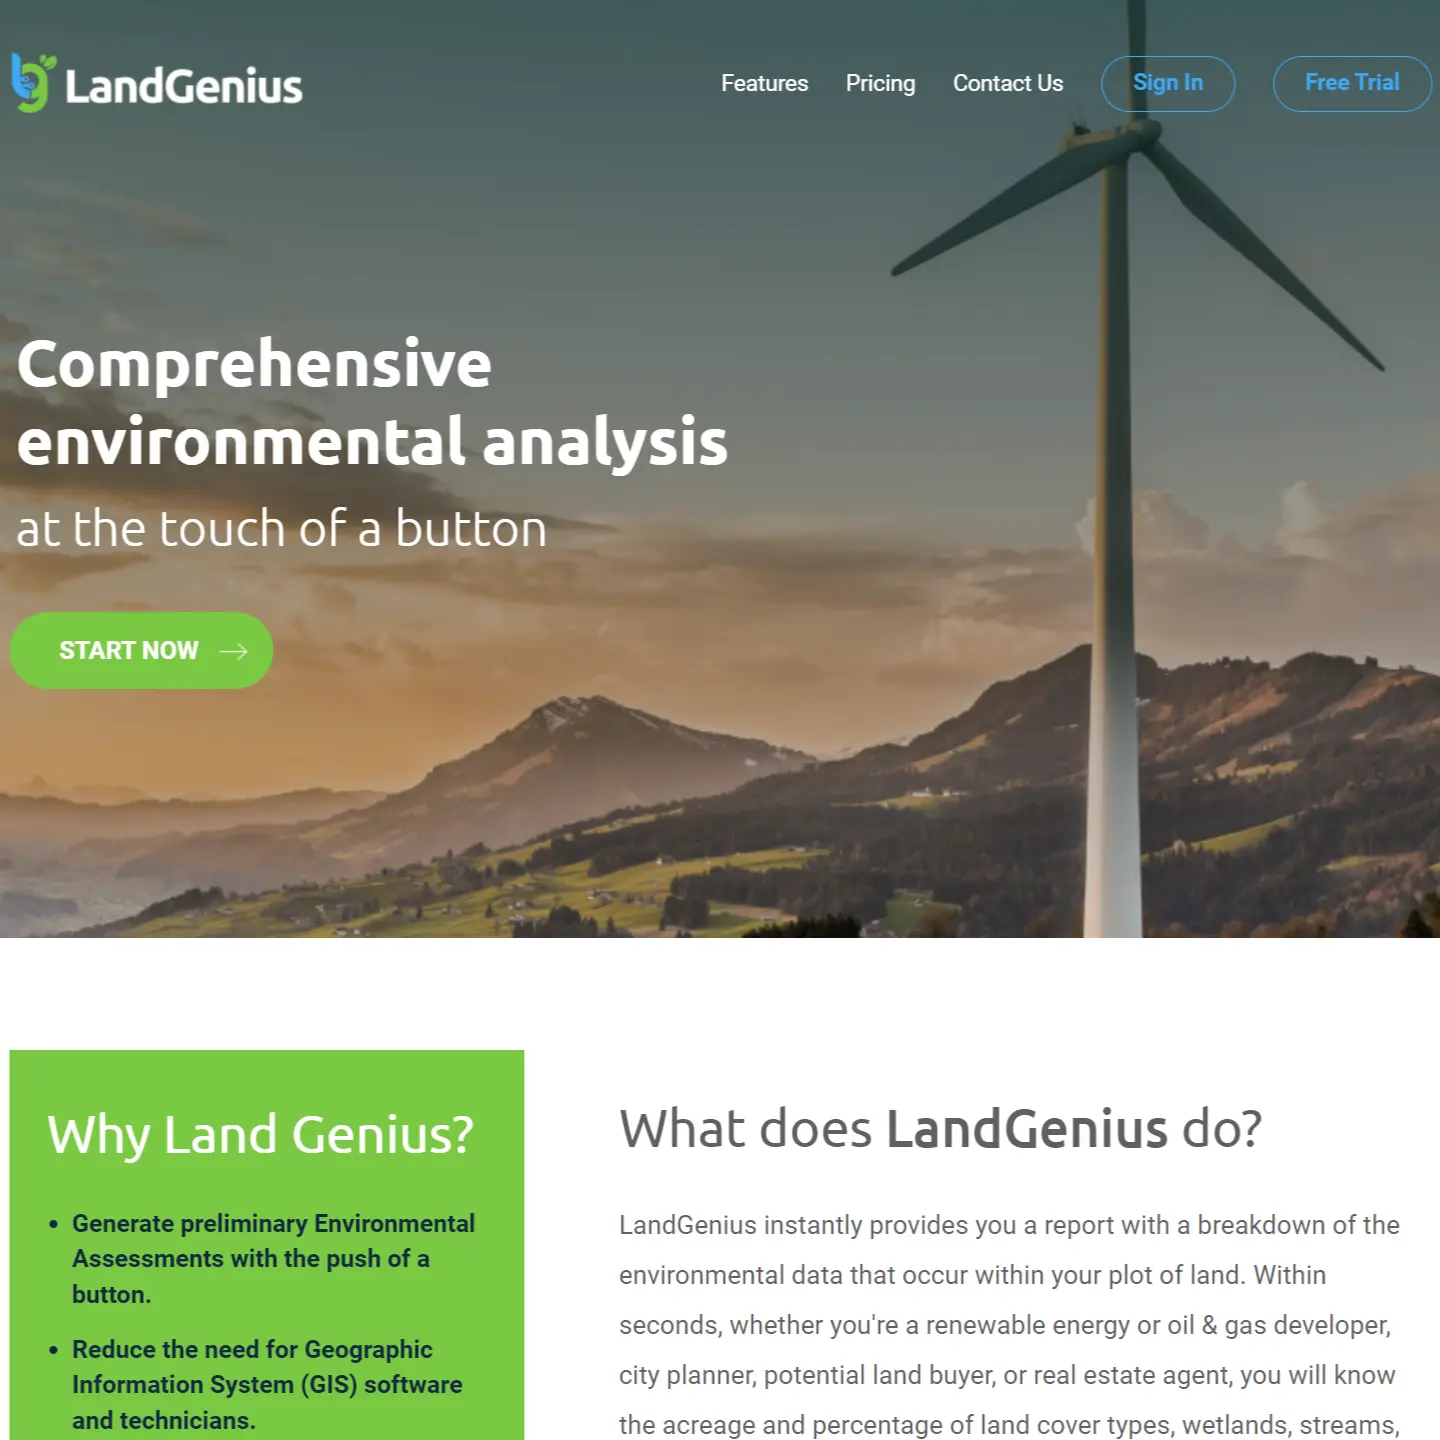 LandGenius
Features
Pricing
Contact Us
Sign In
Free Trial
Comprehensive
environmental analysis
at the touch of a button
START NOW
Why Land Genius?
• Generate preliminary Environmental
Assessments with the push of a
button.
• Reduce the need for Geographic
Information System (GIS) software
and technicians.
What does LandGenius do?
LandGenius instantly provides you a report with a breakdown of the
environmental data that occur within your plot of land. Within
seconds, whether you're a renewable energy or oil & gas developer,
city planner, potential land buyer, or real estate agent, you will know
the acreage and percentage of land cover types, wetlands, streams,